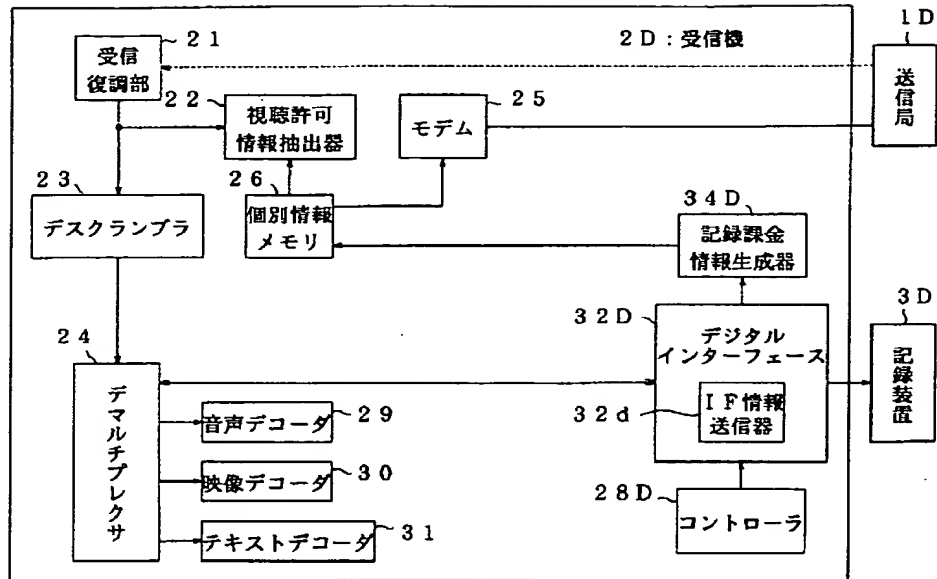 21
受信
復調部
2D:受信機
1D
送信局
22
視聴許可
情報抽出器
25
モデム
23
デスクランブラ
26
個別情報
メモリ
34D
記録課金
情報生成器
24
デマルチプレクサ
32D
デジタル
インターフェース
3D
記録装置
32d
IF情報
送信器
音声デコーダ
29
映像デコーダ
30
28D
コントローラ
テキストデコーダ
31